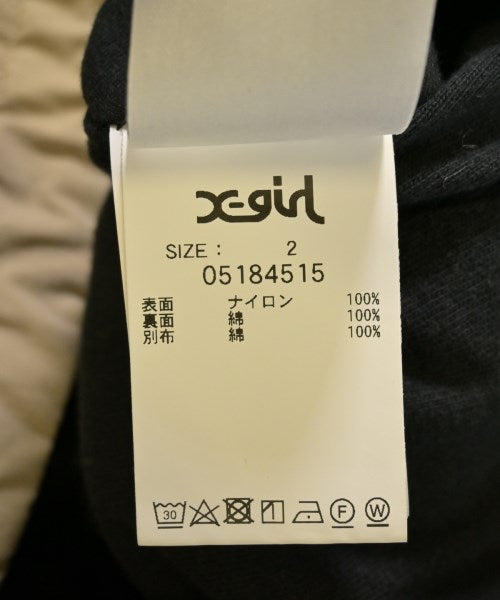 X-girl
SIZE : 2
05184515
表面 ナイロン 100%
裏面 綿 100%
別布 綿 100%
30 F W